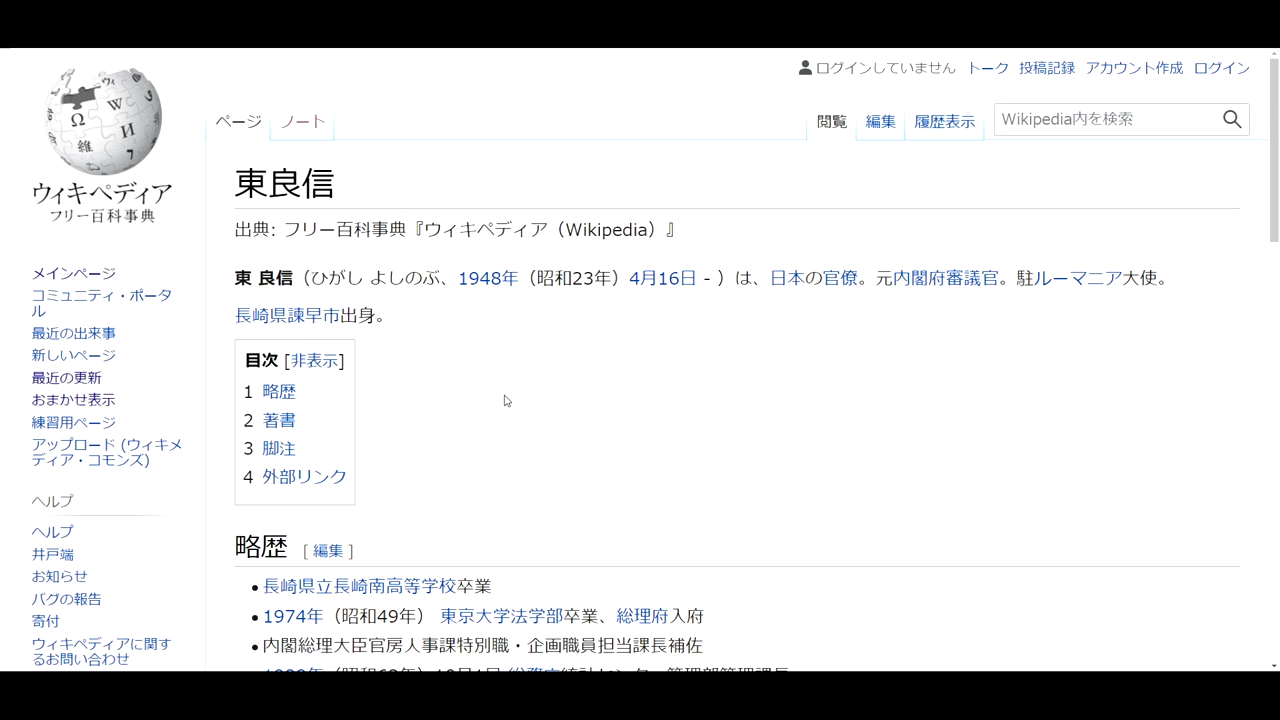 ログインしていません トーク 投稿記録 アカウント作成 ログイン
ページ ノート 閲覧 編集 履歴表示 Wikipedia内を検索
ウィキペディア
フリー百科事典
メインページ
コミュニティ・ポータ
ル
最近の出来事
新しいページ
最近の更新
おまかせ表示
練習用ページ
アップロード (ウィキメ
ディア・コモンズ)
ヘルプ
ヘルプ
井戸端
お知らせ
バグの報告
寄付
ウィキペディアに関す
るお問い合わせ
東良信
出典: フリー百科事典『ウィキペディア（Wikipedia）』
東 良信（ひがし よしのぶ、1948年（昭和23年）4月16日 - ）は、日本の官僚。元内閣府審議官。駐ルーマニア大使。
長崎県諫早市出身。
目次 [非表示]
1 略歴
2 著書
3 脚注
4 外部リンク
略歴 [ 編集 ]
• 長崎県立長崎南高等学校卒業
• 1974年（昭和49年） 東京大学法学部卒業、総理府入府
• 内閣総理大臣官房人事課特別職・企画職員担当課長補佐